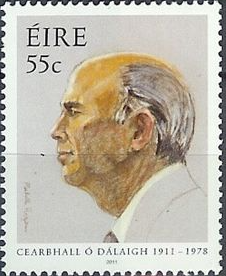 ÉIRE
55c
CEARBHALL Ó DÁLAIGH 1911 – 1978
2011